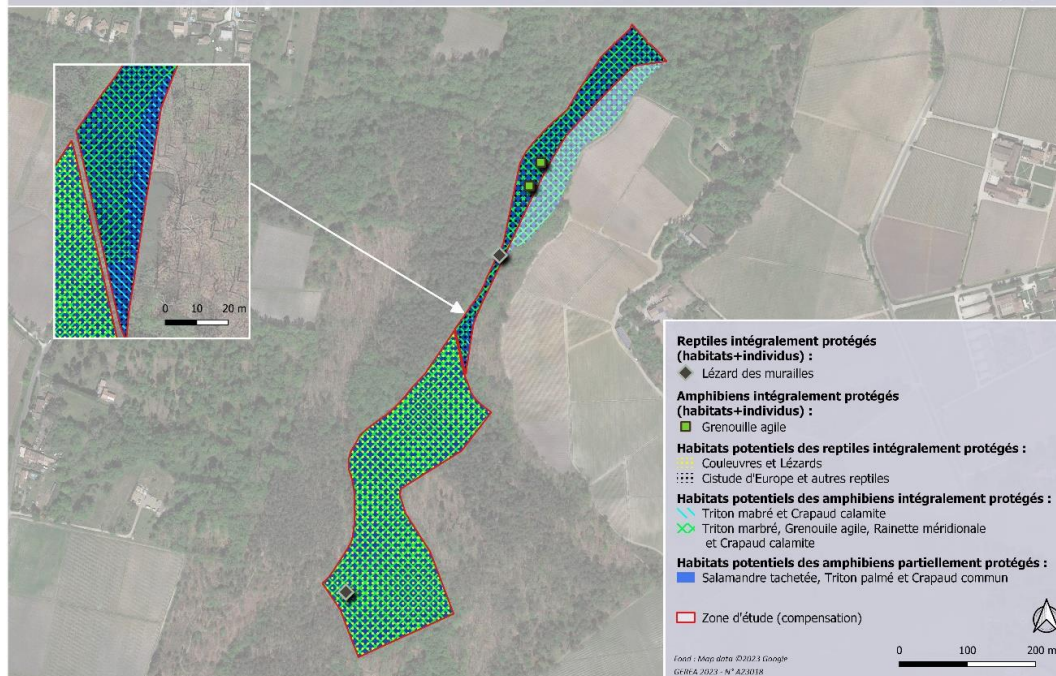 0 10 20 m
Reptiles intégralement protégés
(habitats+individus) :
Lézard des murailles
Amphibiens intégralement protégés
(habitats+individus) :
Grenouille agile
Habitats potentiels des reptiles intégralement protégés :
Couleuvres et Lézards
Cistude d'Europe et autres reptiles
Habitats potentiels des amphibiens intégralement protégés :
Triton mabré et Crapaud calamite
Triton marbré, Grenouile agile, Rainette méridionale
et Crapaud calamite
Habitats potentiels des amphibiens partiellement protégés :
Salamandre tachetée, Triton palmé et Crapaud commun
Zone d'étude (compensation)
Fond : Map data ©2023 Google
GEREA 2023 - N° A23018
0 100 200 m